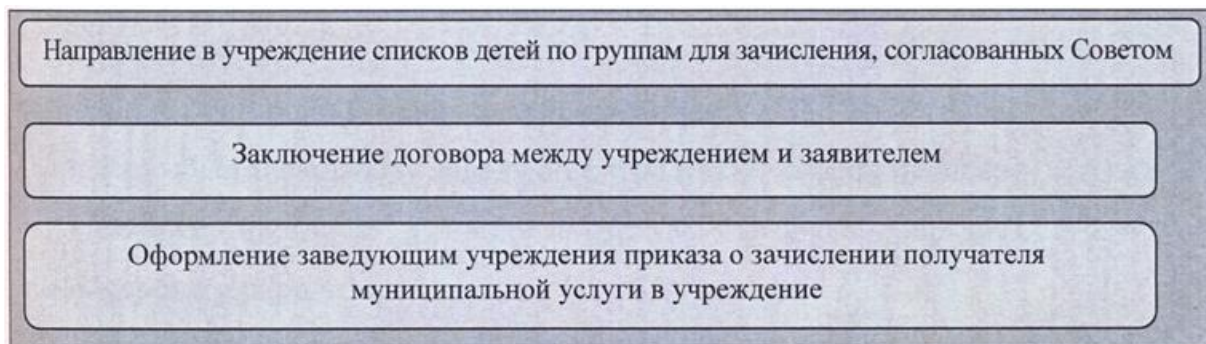 Направление в учреждение списков детей по группам для зачисления, согласованных Советом
Заключение договора между учреждением и заявителем
Оформление заведующим учреждения приказа о зачислении получателя
муниципальной услуги в учреждение